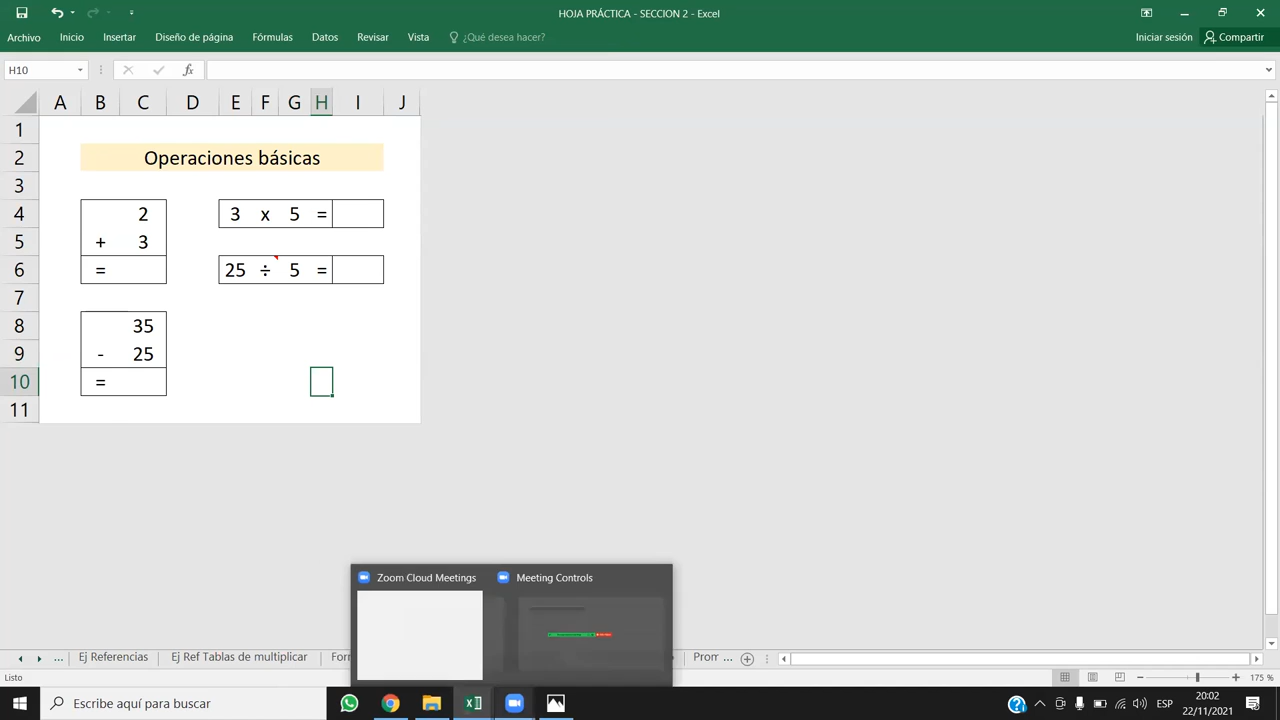 HOJA PRÁCTICA - SECCION 2 - Excel
Archivo Inicio Insertar Diseño de página Fórmulas Datos Revisar Vista ¿Qué desea hacer? Iniciar sesión Compartir
H10 fx
A B C D E F G H I J
1
2 Operaciones básicas
3
4 2 3 x 5 =
5 + 3
6 = 25 ÷ 5 =
7
8 35
9 - 25
10 =
11
Zoom Cloud Meetings Meeting Controls
... Ej Referencias Ej Ref Tablas de multiplicar Prom ...
Listo 175 %
Escribe aquí para buscar ESP 20:02
22/11/2021